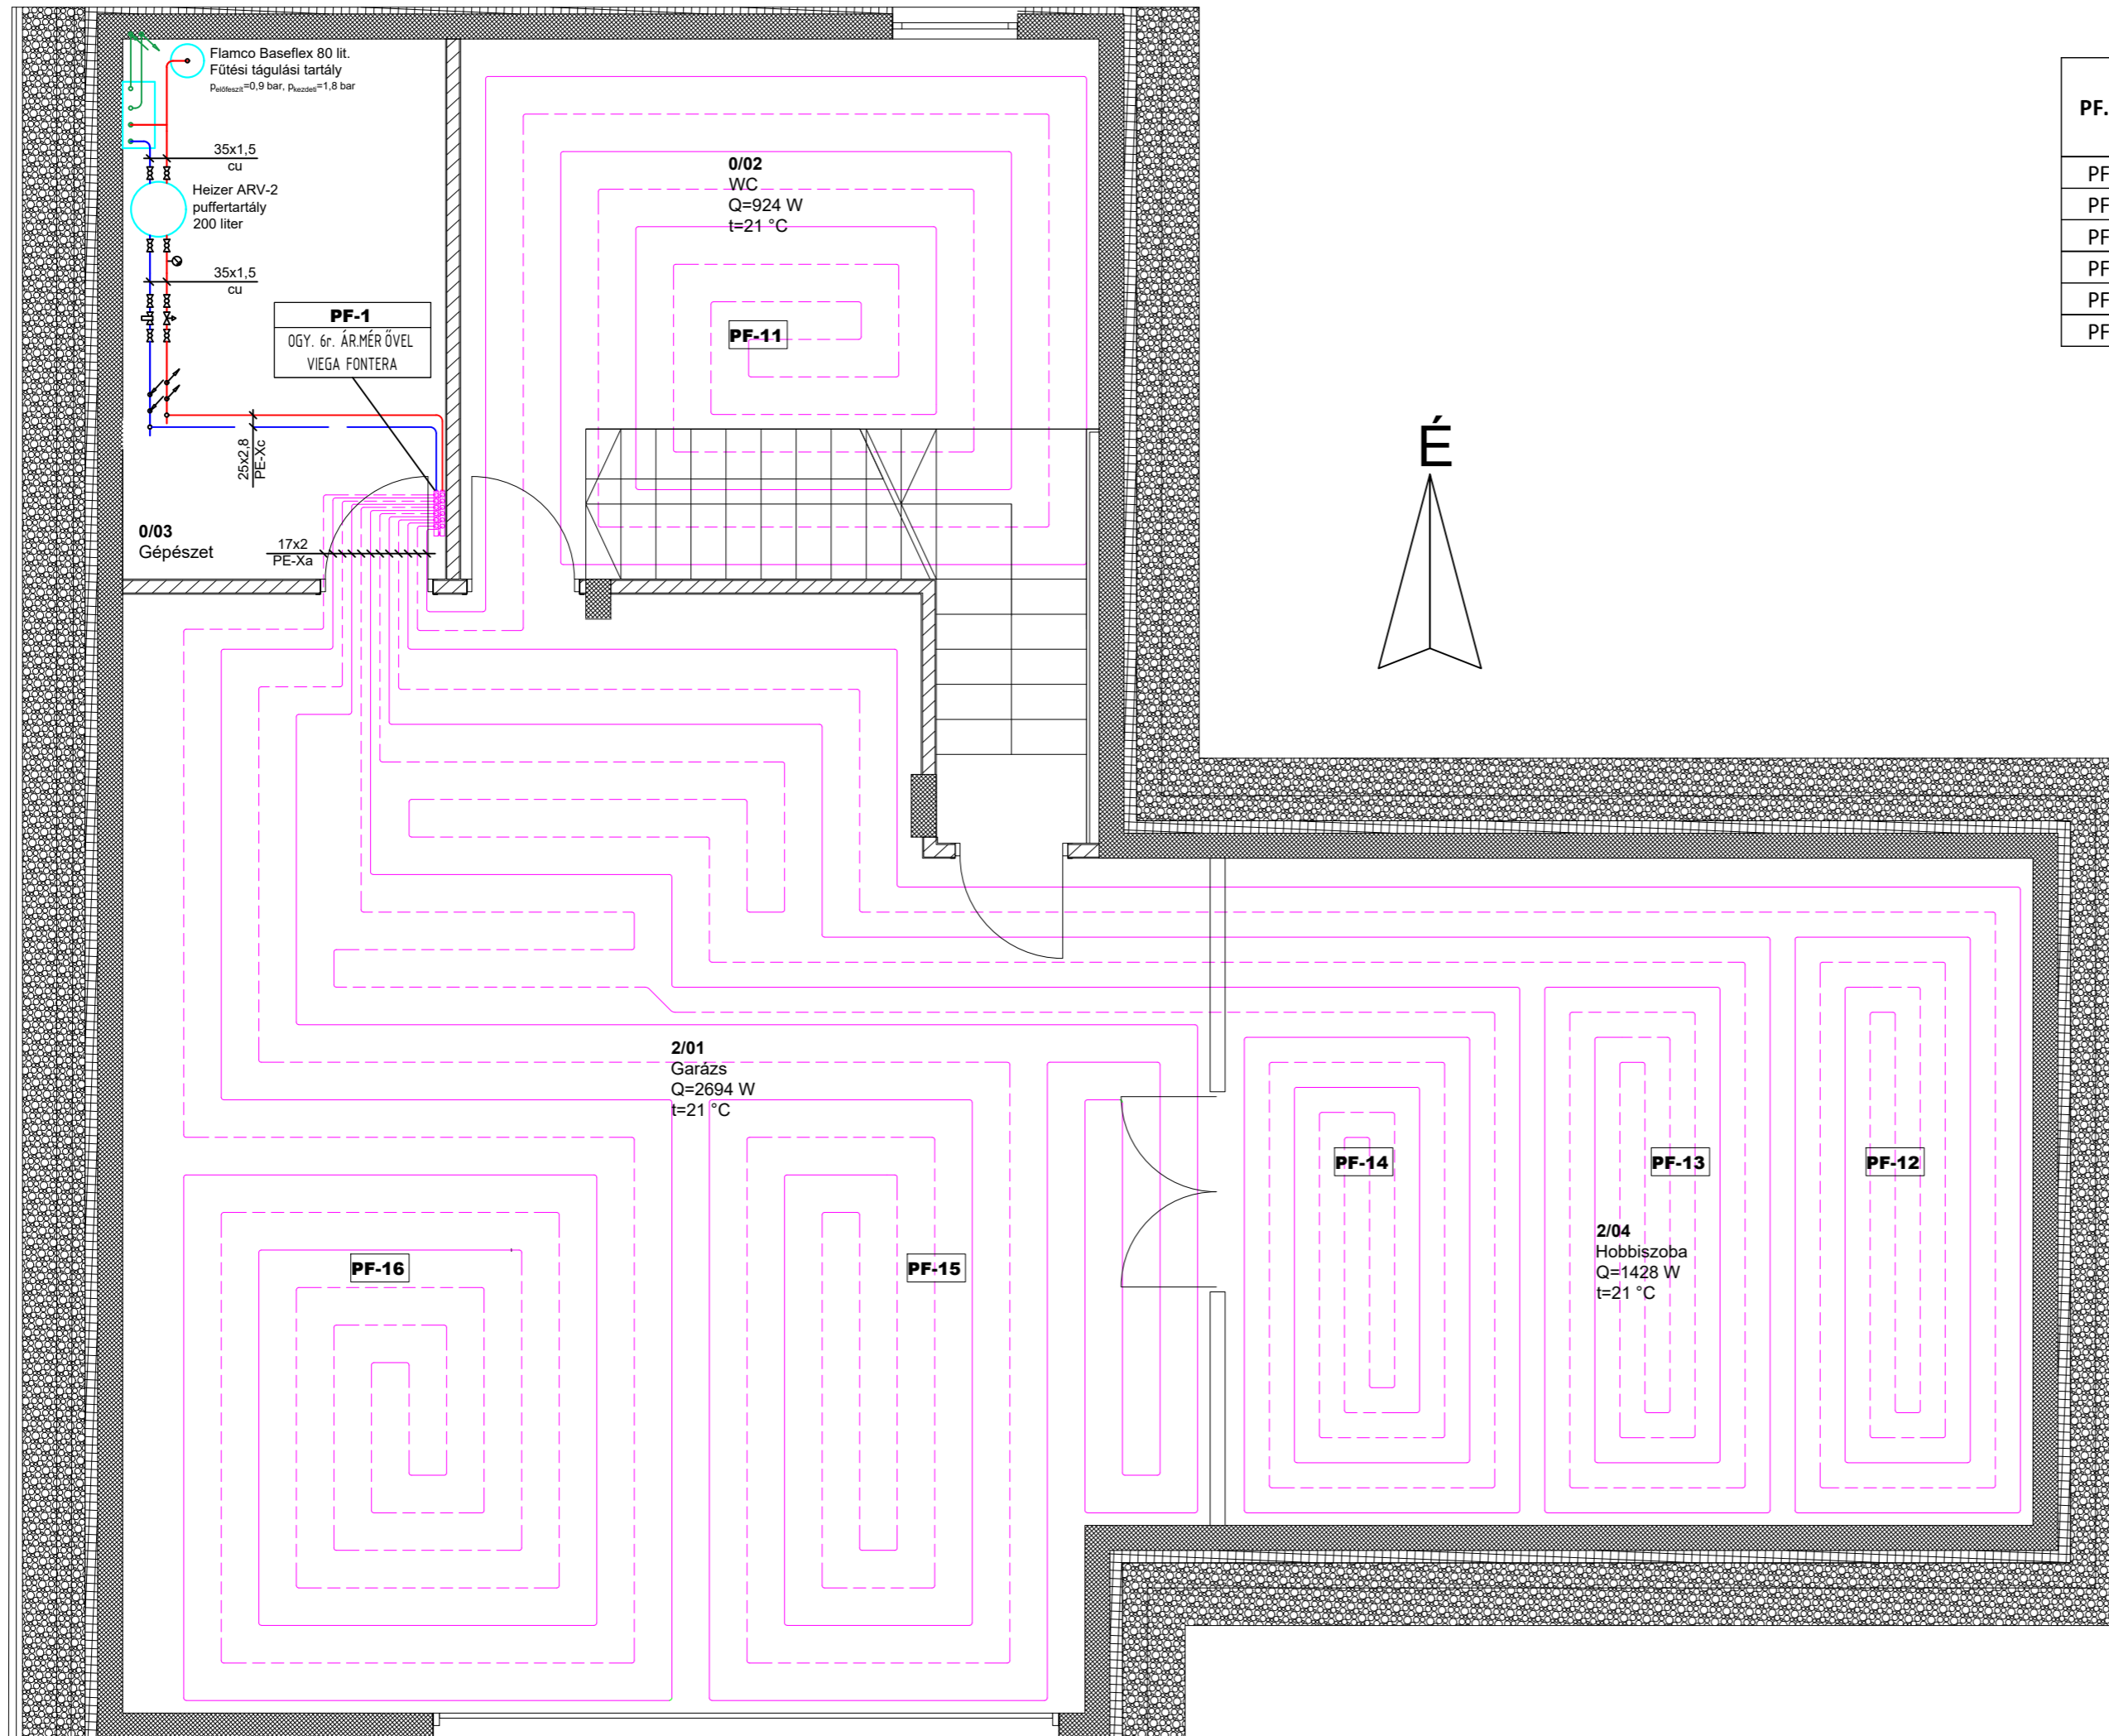 Flamco Baseflex 80 lit.
Fűtési tágulási tartály
Pelőfeszít=0,9 bar, Pkezdeti=1,8 bar
35x1,5
cu
Heizer ARV-2
puffertartály
200 liter
35x1,5
cu
PF-1
OGY. 6r. ÁR.MÉRŐVEL
VIEGA FONTERA
25x2,8
PE-Xc
0/03
Gépészet
17x2
PE-Xa
0/02
WC
Q=924 W
t=21 °C
PF-11
É
PF.
PF
PF
PF
PF
PF
PF
2/01
Garázs
Q=2694 W
t=21 °C
PF-14
PF-13
PF-12
2/04
Hobbiszoba
Q=1428 W
t=21 °C
PF-16
PF-15